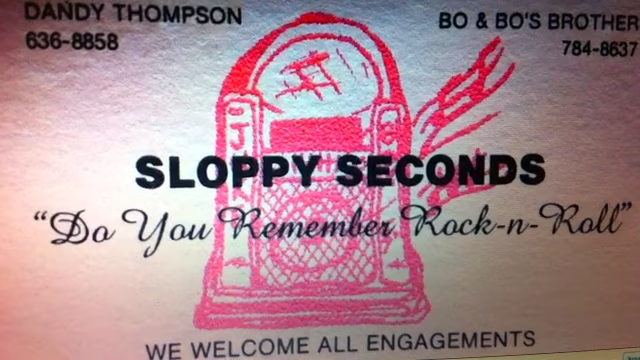 DANDY THOMPSON
636-8858
BO & BO'S BROTHER
784-8637
SLOPPY SECONDS
"Do You Remember Rock-n-Roll"
WE WELCOME ALL ENGAGEMENTS